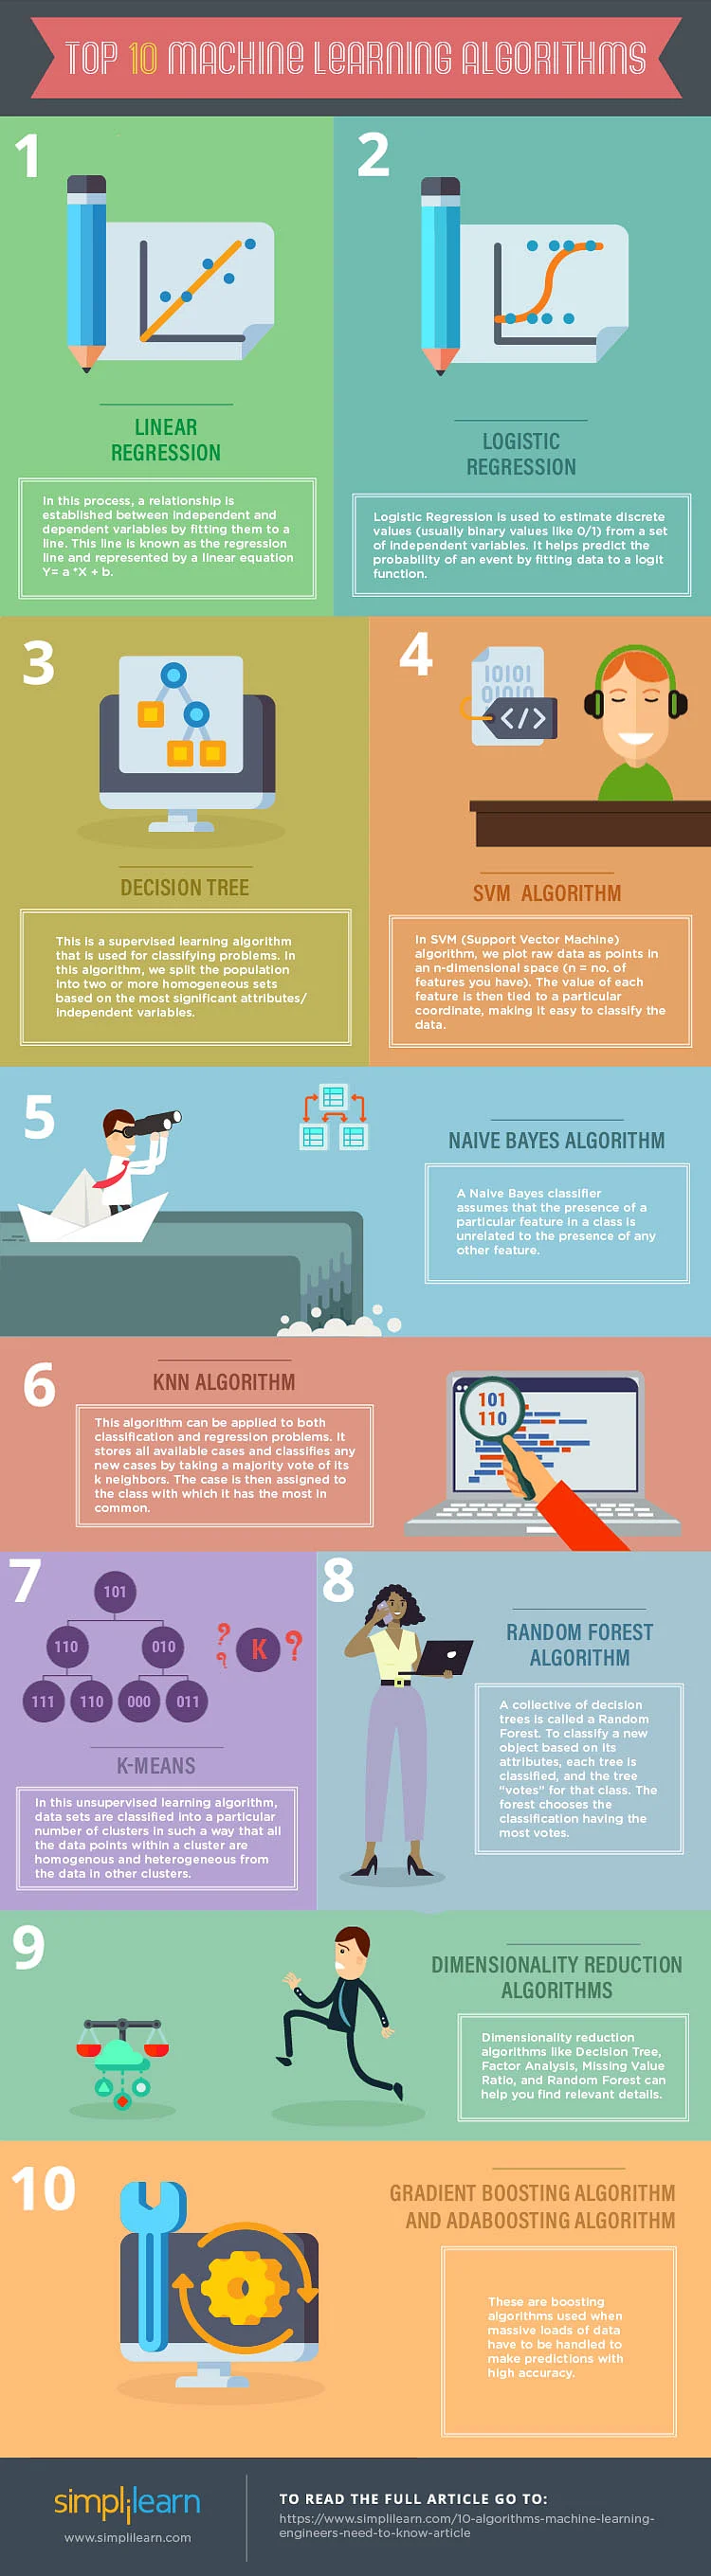 TOP 10 MACHINE LEARNING ALGORITHMS
1
LINEAR
REGRESSION
In this process, a relationship is
established between independent and
dependent variables by fitting them to a
line. This line is known as the regression
line and represented by a linear equation
Y= a *X + b.
2
LOGISTIC
REGRESSION
Logistic Regression is used to estimate discrete
values (usually binary values like 0/1) from a set
of independent variables. It helps predict the
probability of an event by fitting data to a logit
function.
3
DECISION TREE
This is a supervised learning algorithm
that is used for classifying problems. In
this algorithm, we split the population
into two or more homogeneous sets
based on the most significant attributes/
independent variables.
4
10101
01010
</>
SVM ALGORITHM
In SVM (Support Vector Machine)
algorithm, we plot raw data as points in
an n-dimensional space (n = no. of
features you have). The value of each
feature is then tied to a particular
coordinate, making it easy to classify the
data.
5
NAIVE BAYES ALGORITHM
A Naive Bayes classifier
assumes that the presence of a
particular feature in a class is
unrelated to the presence of any
other feature.
6
KNN ALGORITHM
This algorithm can be applied to both
classification and regression problems. It
stores all available cases and classifies any
new cases by taking a majority vote of its
k neighbors. The case is then assigned to
the class with which it has the most in
common.
101
110
7
101
110 010
111 110 000 011
? ? K ?
K-MEANS
In this unsupervised learning algorithm,
data sets are classified into a particular
number of clusters in such a way that all
the data points within a cluster are
homogenous and heterogeneous from
the data in other clusters.
8
RANDOM FOREST
ALGORITHM
A collective of decision
trees is called a Random
Forest. To classify a new
object based on its
attributes, each tree is
classified, and the tree
"votes" for that class. The
forest chooses the
classification having the
most votes.
9
DIMENSIONALITY REDUCTION
ALGORITHMS
Dimensionality reduction
algorithms like Decision Tree,
Factor Analysis, Missing Value
Ratio, and Random Forest can
help you find relevant details.
10
GRADIENT BOOSTING ALGORITHM
AND ADABOOSTING ALGORITHM
These are boosting
algorithms used when
massive loads of data
have to be handled to
make predictions with
high accuracy.
simplilearn
www.simplilearn.com
TO READ THE FULL ARTICLE GO TO:
https://www.simplilearn.com/10-algorithms-machine-learning-
engineers-need-to-know-article